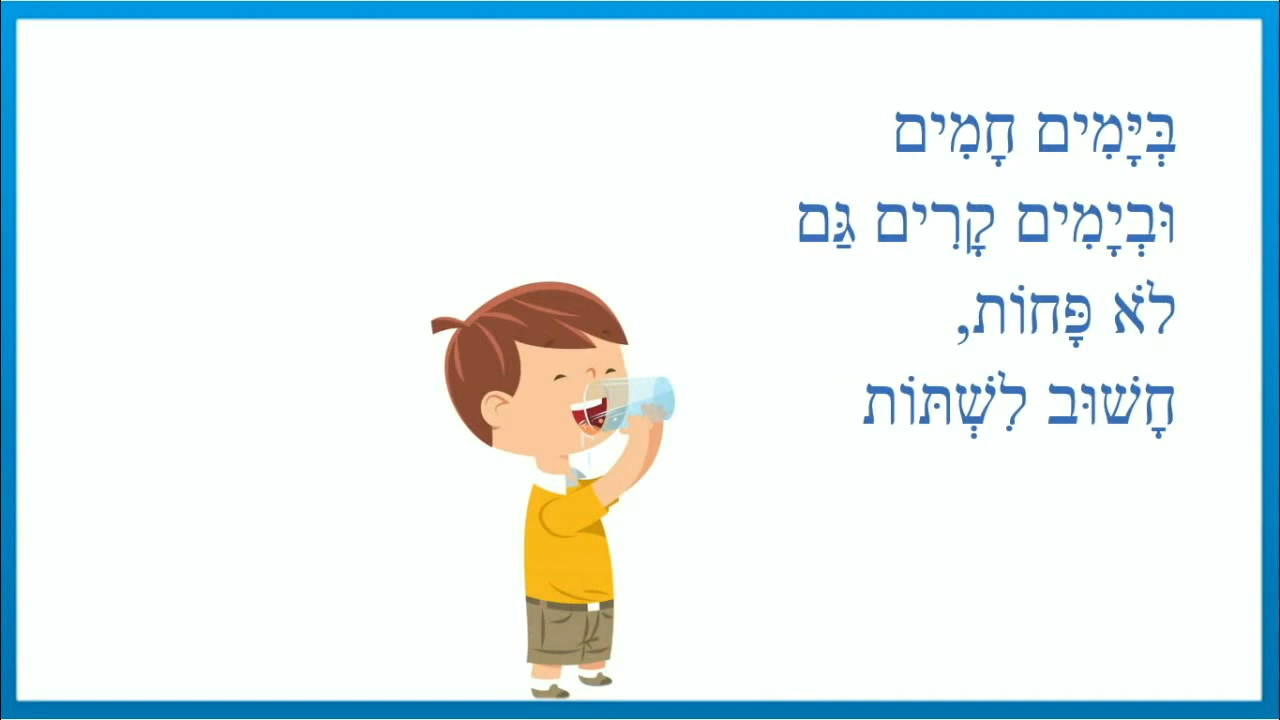 בְּיָּמִים חָמִים
וּבְיָמִים קָרִים גַּם
לֹא פָּחוֹת,
חָשׁוּב לִשְׁתּוֹת